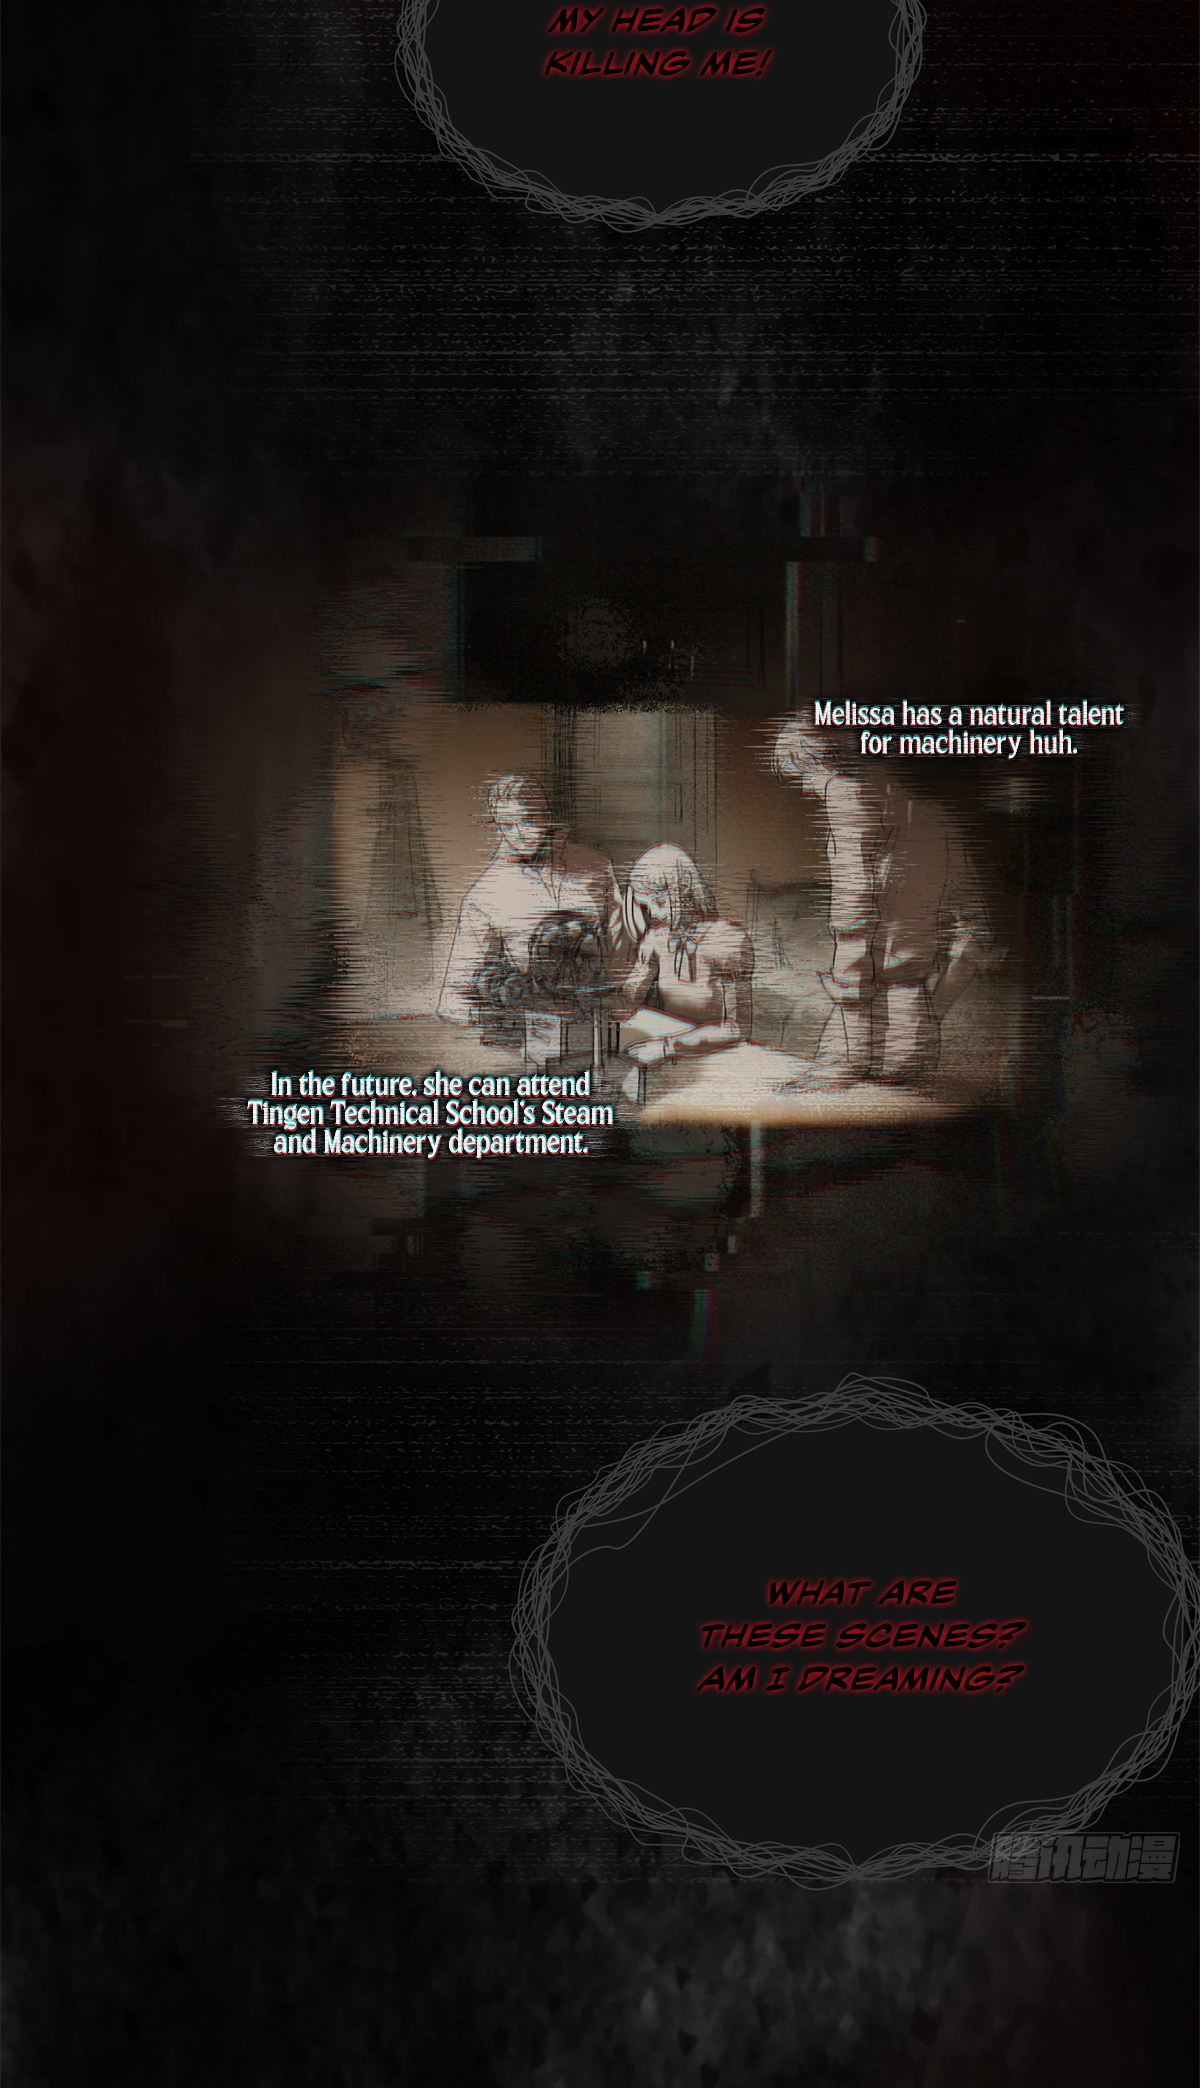 MY HEAD IS
KILLING ME!
Melissa has a natural talent
for machinery huh.
In the future, she can attend
Tingen Technical School's Steam
and Machinery department.
WHAT ARE
THESE SCENES?
AM I DREAMING?
腾讯动漫